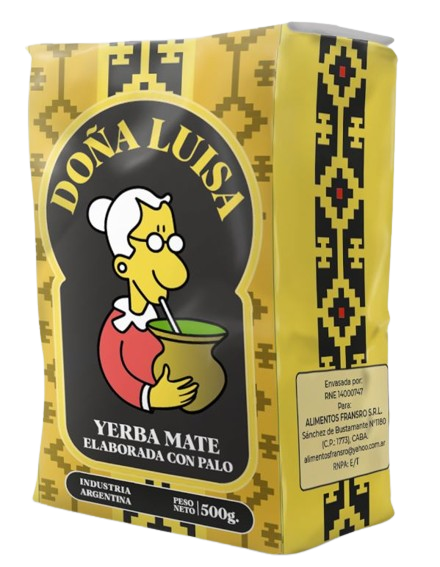 DOÑA LUISA
YERBA MATE
ELABORADA CON PALO
INDUSTRIA
ARGENTINA
PESO
NETO
500g.
Envasada por:
RNE 14000747
Para:
ALIMENTOS FRANSRO S.R.L.
Sánchez de Bustamante N°1180
(C.P.: 1773), CABA.
alimentosfransro@yahoo.com.ar
RNPA: E/T